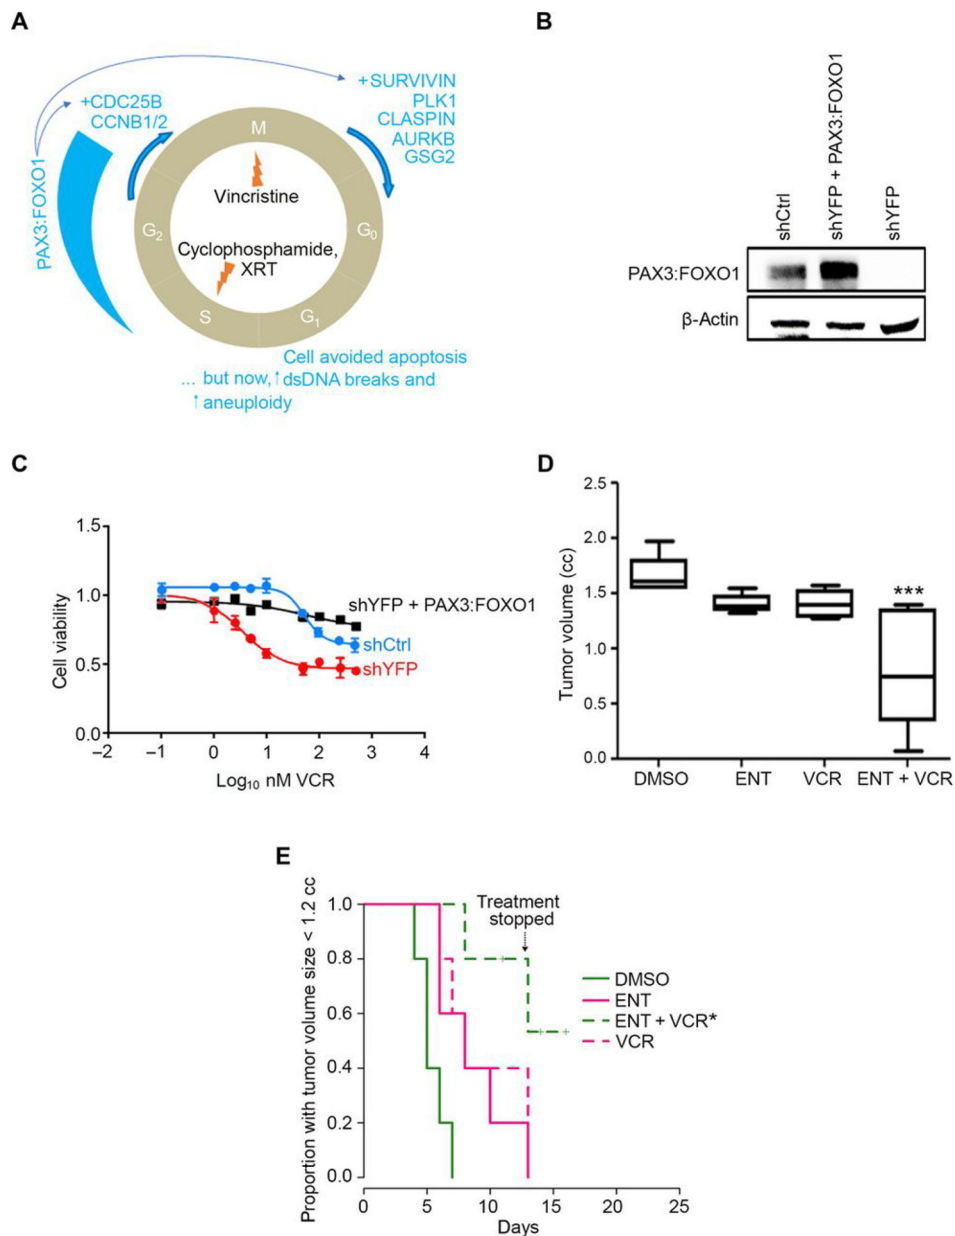 A
+SURVIVIN
PLK1
CLASPIN
AURKB
GSG2
+CDC25B
CCNB1/2
PAX3:FOXO1
M
Vincristine
G2
G0
Cyclophosphamide,
XRT
S
G1
Cell avoided apoptosis
... but now, ↑dsDNA breaks and
↑aneuploidy
B
shCtrl
shYFP + PAX3:FOXO1
shYFP
PAX3:FOXO1
β-Actin
C
Cell viability
1.5
1.0
0.5
0.0
shYFP + PAX3:FOXO1
shCtrl
shYFP
–2
–1
0
1
2
3
4
Log10 nM VCR
D
Tumor volume (cc)
2.5
2.0
1.5
1.0
0.5
0.0
***
DMSO
ENT
VCR
ENT + VCR
E
Proportion with tumor volume size < 1.2 cc
1.0
0.8
0.6
0.4
0.2
0.0
Treatment
stopped
DMSO
ENT
ENT + VCR*
VCR
0
5
10
15
20
25
Days